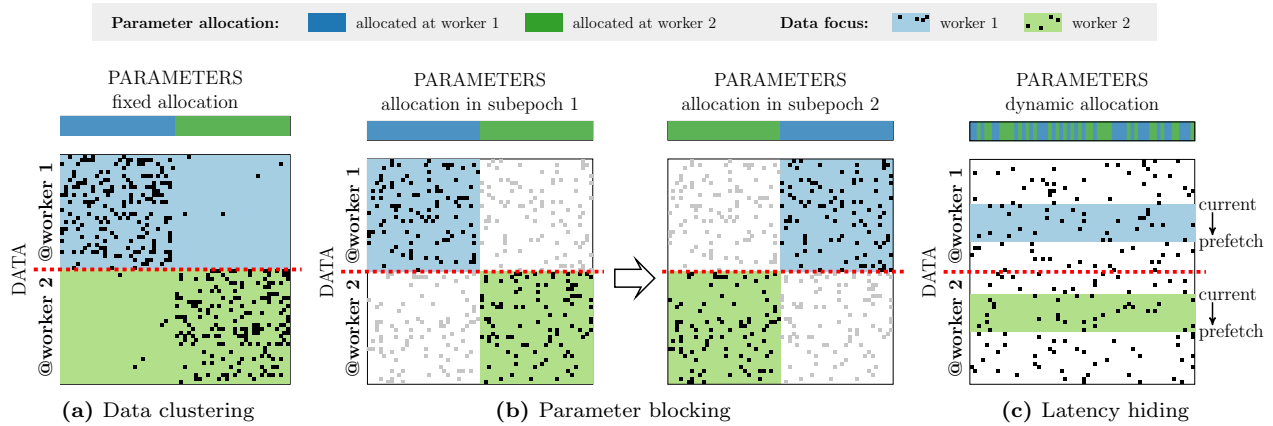 Parameter allocation: allocated at worker 1 allocated at worker 2 Data focus: worker 1 worker 2
PARAMETERS
fixed allocation
DATA
@worker 1
@worker 2
(a) Data clustering
PARAMETERS
allocation in subepoch 1
PARAMETERS
allocation in subepoch 2
DATA
@worker 1
@worker 2
(b) Parameter blocking
PARAMETERS
dynamic allocation
DATA
@worker 1
@worker 2
current
prefetch
current
prefetch
(c) Latency hiding